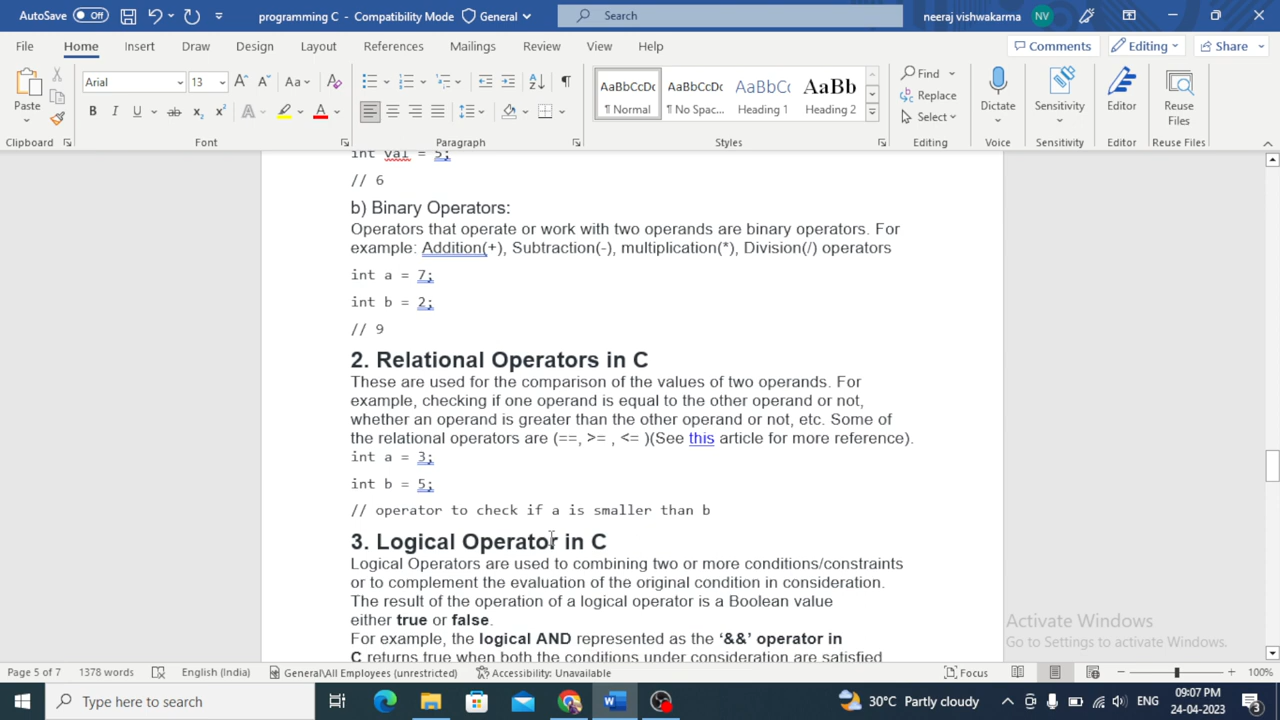 AutoSave Off programming C - Compatibility Mode General Search neeraj vishwakarma NV
File Home Insert Draw Design Layout References Mailings Review View Help Comments Editing Share
Paste Arial 13 Aa AaBbCcDc AaBbCcDc AaBbCc AaBb Find Replace Select Dictate Sensitivity Editor Reuse Files
¶ Normal ¶ No Spac... Heading 1 Heading 2
Clipboard Font Paragraph Styles Editing Voice Sensitivity Editor Reuse Files
int val = 5;
// 6
b) Binary Operators:
Operators that operate or work with two operands are binary operators. For
example: Addition(+), Subtraction(-), multiplication(*), Division(/) operators
int a = 7;
int b = 2;
// 9
2. Relational Operators in C
These are used for the comparison of the values of two operands. For
example, checking if one operand is equal to the other operand or not,
whether an operand is greater than the other operand or not, etc. Some of
the relational operators are (==, >= , <= )(See this article for more reference).
int a = 3;
int b = 5;
// operator to check if a is smaller than b
3. Logical Operator in C
Logical Operators are used to combining two or more conditions/constraints
or to complement the evaluation of the original condition in consideration.
The result of the operation of a logical operator is a Boolean value
either true or false.
For example, the logical AND represented as the ‘&&’ operator in
C returns true when both the conditions under consideration are satisfied
Activate Windows
Go to Settings to activate Windows.
Page 5 of 7 1378 words English (India) General/All Employees (unrestricted) Accessibility: Unavailable Focus 100%
Type here to search 30°C Partly cloudy ENG 09:07 PM 24-04-2023 3